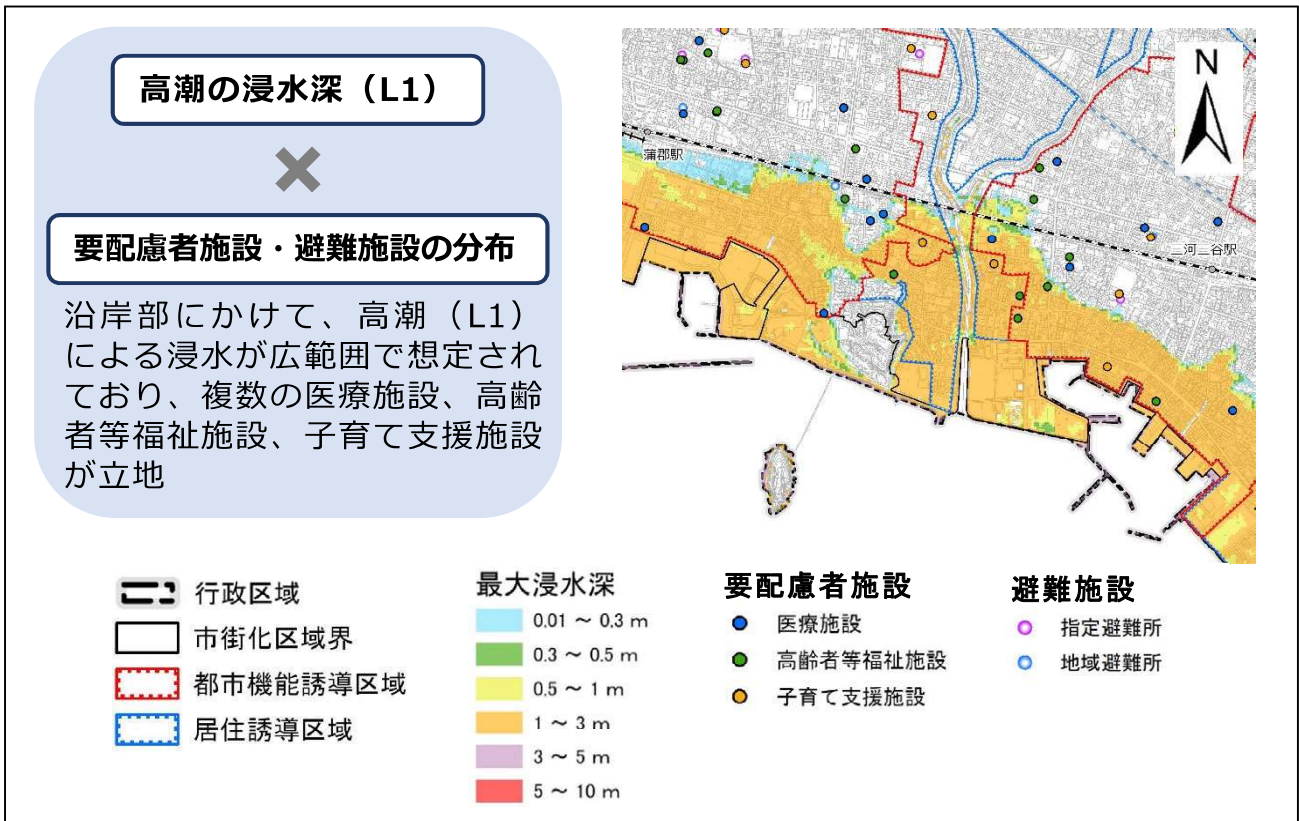 高潮の浸水深（L1）
×
要配慮者施設・避難施設の分布
沿岸部にかけて、高潮（L1）
による浸水が広範囲で想定され
ており、複数の医療施設、高齢
者等福祉施設、子育て支援施設
が立地
N
蒲郡駅
三河三谷駅
行政区域
市街化区域界
都市機能誘導区域
居住誘導区域
最大浸水深
0.01 ～ 0.3 m
0.3 ～ 0.5 m
0.5 ～ 1 m
1 ～ 3 m
3 ～ 5 m
5 ～ 10 m
要配慮者施設
医療施設
高齢者等福祉施設
子育て支援施設
避難施設
指定避難所
地域避難所